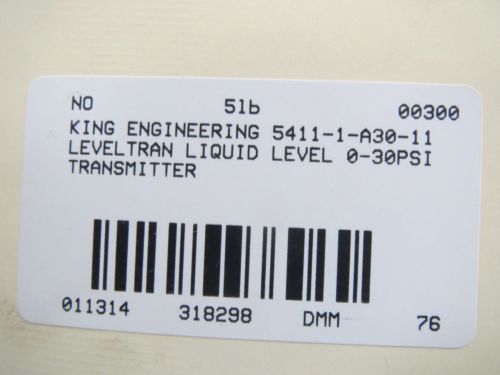 NO 5lb 00300
KING ENGINEERING 5411-1-A30-11
LEVELTRAN LIQUID LEVEL 0-30PSI
TRANSMITTER
011314 318298 DMM 76